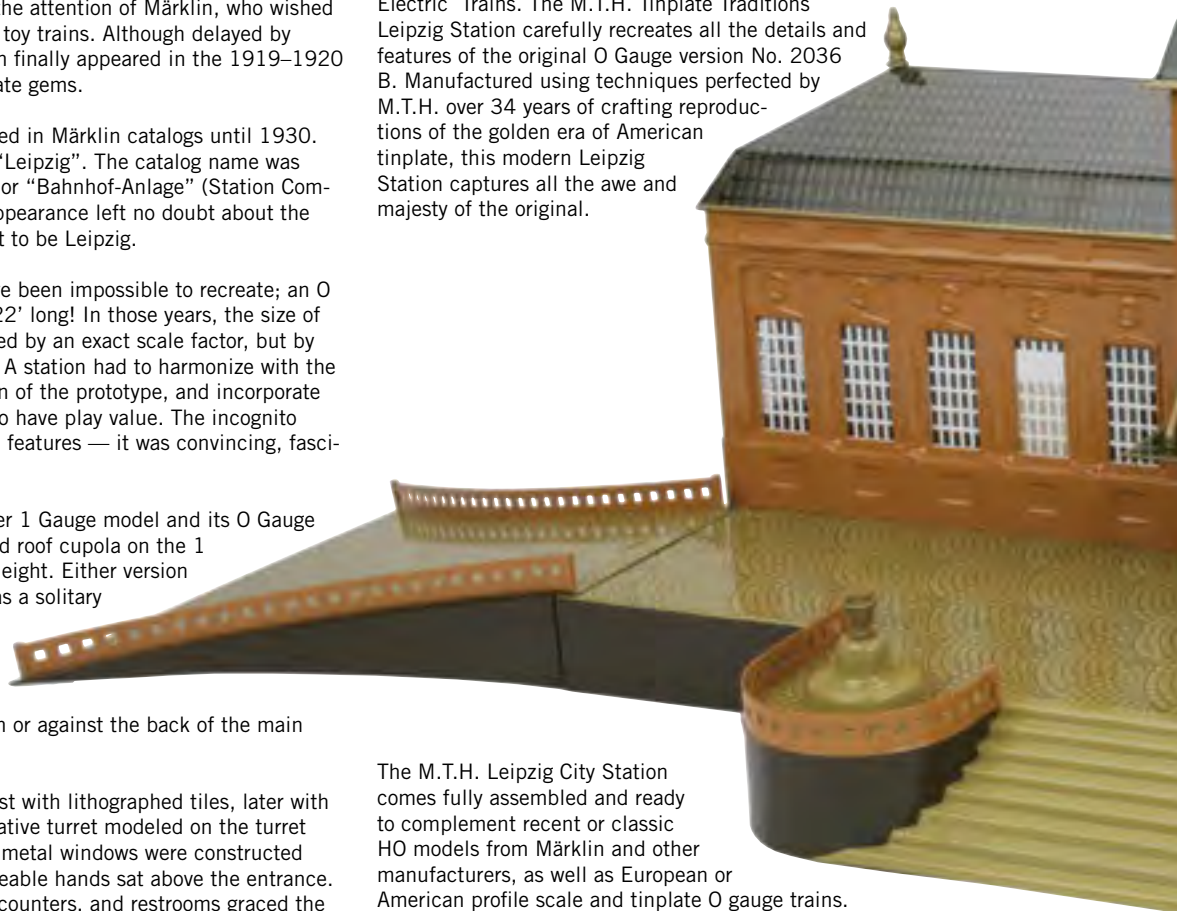 the attention of Märklin, who wished
toy trains. Although delayed by
n finally appeared in the 1919–1920
ate gems.
ed in Märklin catalogs until 1930.
“Leipzig”. The catalog name was
or “Bahnhof-Anlage” (Station Com-
ppearance left no doubt about the
t to be Leipzig.
e been impossible to recreate; an O
22’ long! In those years, the size of
ed by an exact scale factor, but by
A station had to harmonize with the
n of the prototype, and incorporate
o have play value. The incognito
features — it was convincing, fasci-
er 1 Gauge model and its O Gauge
d roof cupola on the 1
eight. Either version
as a solitary
n or against the back of the main
st with lithographed tiles, later with
ative turret modeled on the turret
metal windows were constructed
eable hands sat above the entrance.
counters, and restrooms graced the
Electric Trains. The M.T.H. Tinplate Traditions
Leipzig Station carefully recreates all the details and
features of the original O Gauge version No. 2036
B. Manufactured using techniques perfected by
M.T.H. over 34 years of crafting reproduc-
tions of the golden era of American
tinplate, this modern Leipzig
Station captures all the awe and
majesty of the original.
The M.T.H. Leipzig City Station
comes fully assembled and ready
to complement recent or classic
HO models from Märklin and other
manufacturers, as well as European or
American profile scale and tinplate O gauge trains.